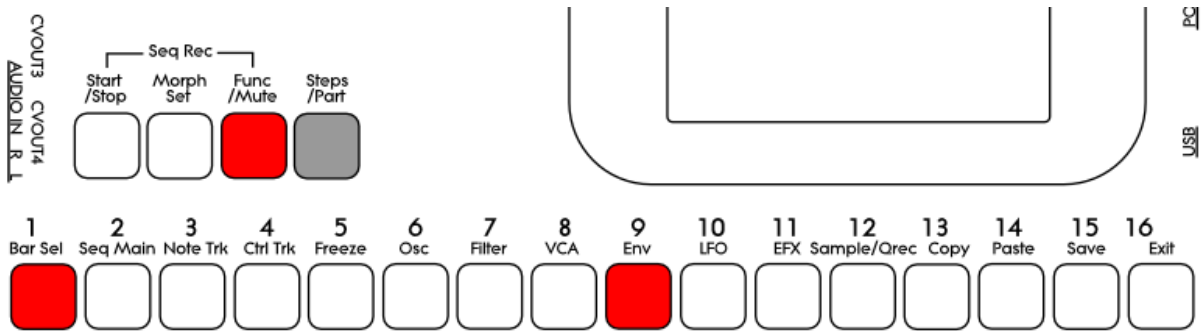 CVOUT3 CVOUT4
AUDIO IN R L
PC
USB
Seq Rec
Start /Stop
Morph Set
Func /Mute
Steps /Part
1 2 3 4 5 6 7 8 9 10 11 12 13 14 15 16
Bar Sel Seq Main Note Trk Ctrl Trk Freeze Osc Filter VCA Env LFO EFX Sample/Qrec Copy Paste Save Exit